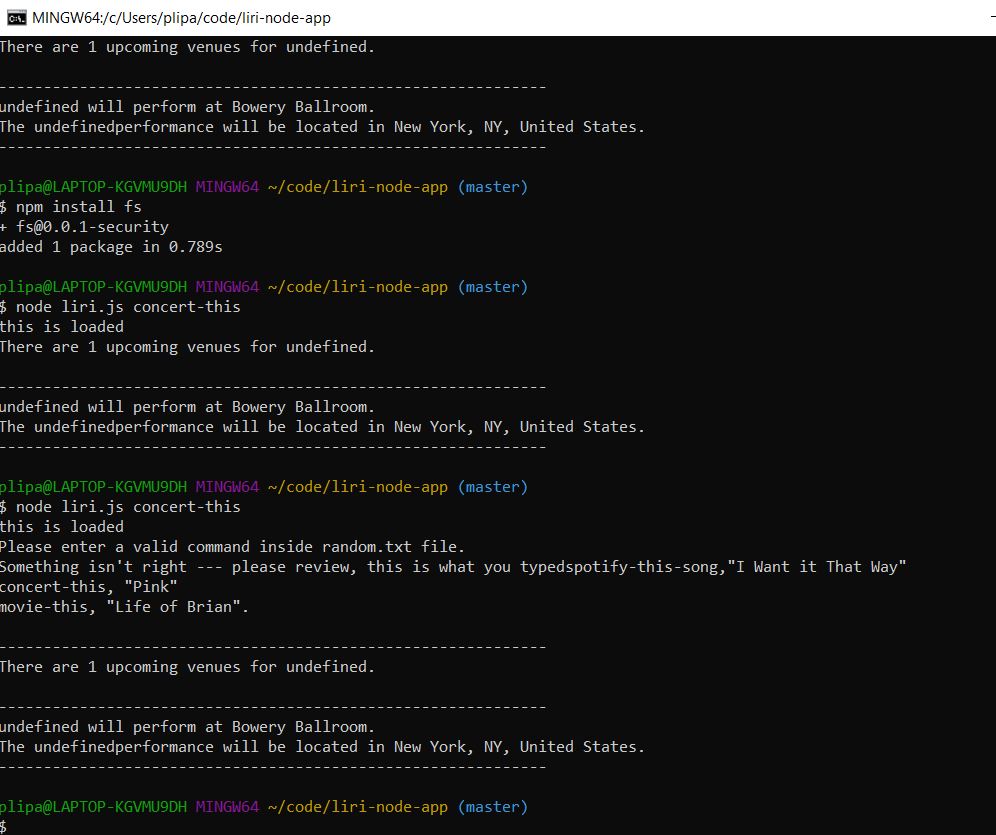 MINGW64:/c/Users/plipa/code/liri-node-app
There are 1 upcoming venues for undefined.
-------------------------------------------------------------
undefined will perform at Bowery Ballroom.
The undefinedperformance will be located in New York, NY, United States.
-------------------------------------------------------------
plipa@LAPTOP-KGVMU9DH MINGW64 ~/code/liri-node-app (master)
$ npm install fs
+ fs@0.0.1-security
added 1 package in 0.789s
plipa@LAPTOP-KGVMU9DH MINGW64 ~/code/liri-node-app (master)
$ node liri.js concert-this
this is loaded
There are 1 upcoming venues for undefined.
-------------------------------------------------------------
undefined will perform at Bowery Ballroom.
The undefinedperformance will be located in New York, NY, United States.
-------------------------------------------------------------
plipa@LAPTOP-KGVMU9DH MINGW64 ~/code/liri-node-app (master)
$ node liri.js concert-this
this is loaded
Please enter a valid command inside random.txt file.
Something isn't right --- please review, this is what you typedspotify-this-song,"I Want it That Way"
concert-this, "Pink"
movie-this, "Life of Brian".
-------------------------------------------------------------
There are 1 upcoming venues for undefined.
-------------------------------------------------------------
undefined will perform at Bowery Ballroom.
The undefinedperformance will be located in New York, NY, United States.
-------------------------------------------------------------
plipa@LAPTOP-KGVMU9DH MINGW64 ~/code/liri-node-app (master)
$